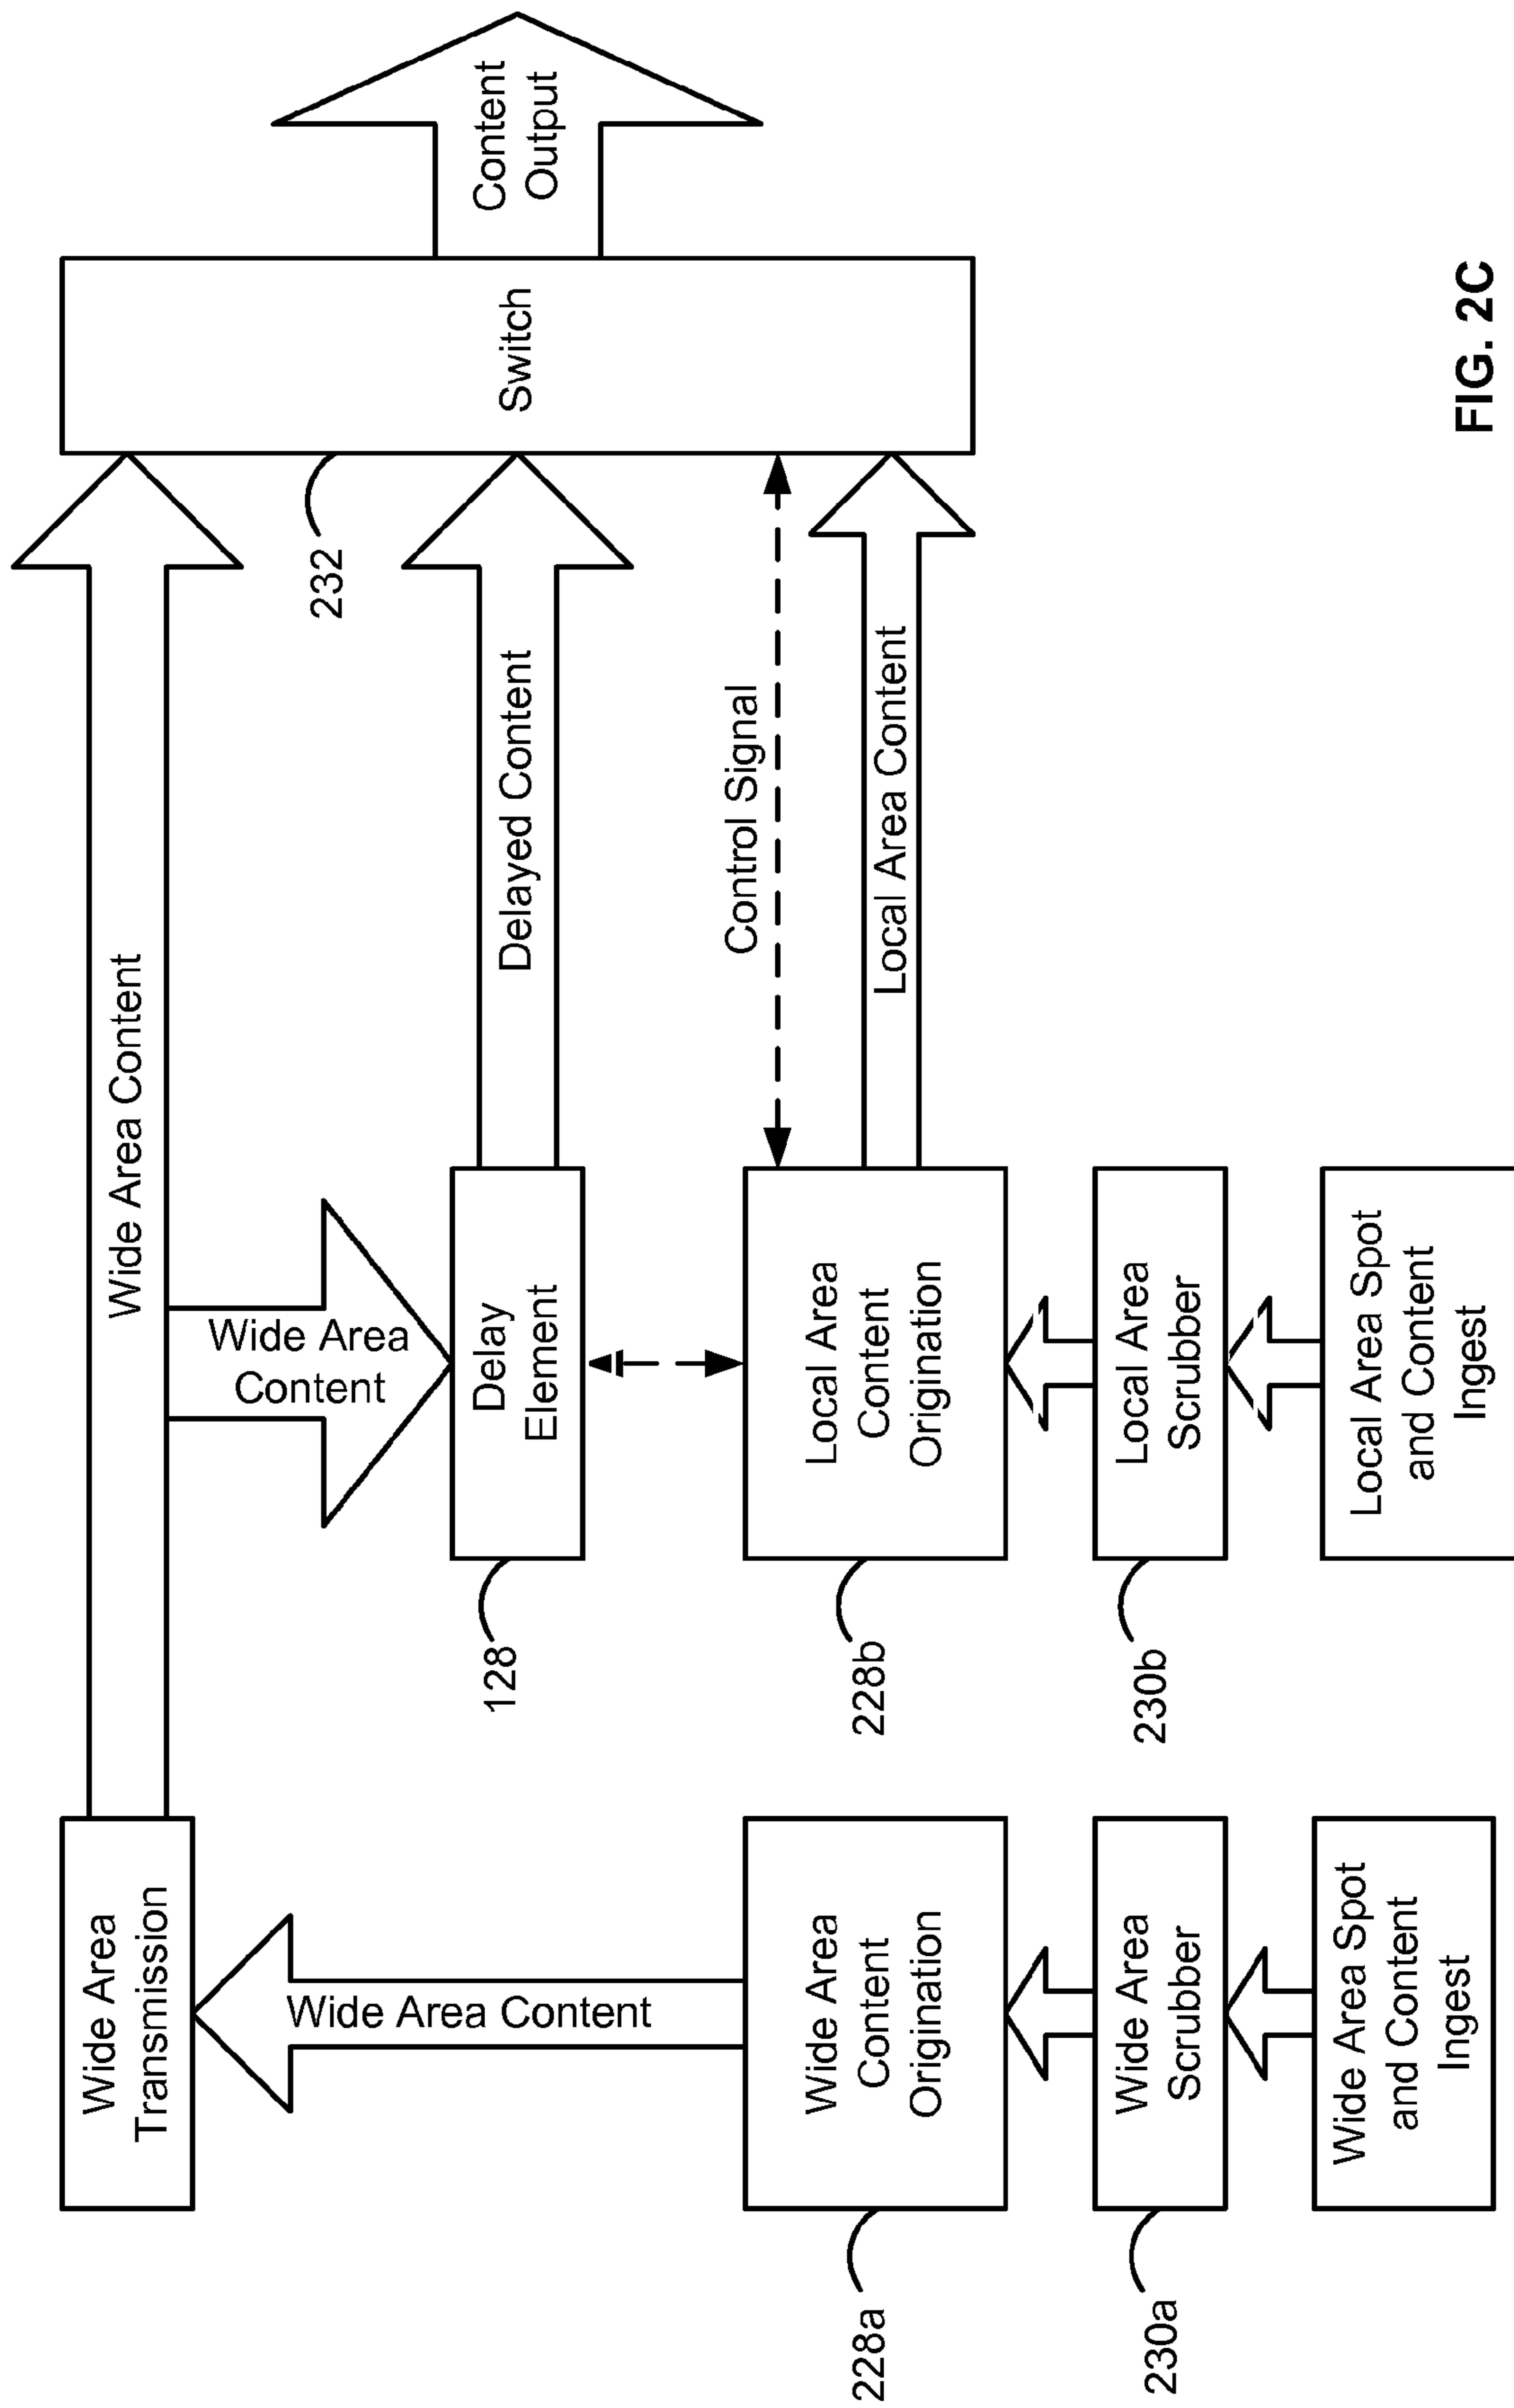 Wide Area
Transmission
Wide Area Content
Wide Area Content
Wide Area
Content
Delay
Element
128
Delayed Content
232
Switch
Content
Output
Control Signal
Local Area Content
Wide Area
Content
Origination
228a
Local Area
Content
Origination
228b
Wide Area
Scrubber
230a
Local Area
Scrubber
230b
Wide Area Spot
and Content
Ingest
Local Area Spot
and Content
Ingest
FIG. 2C